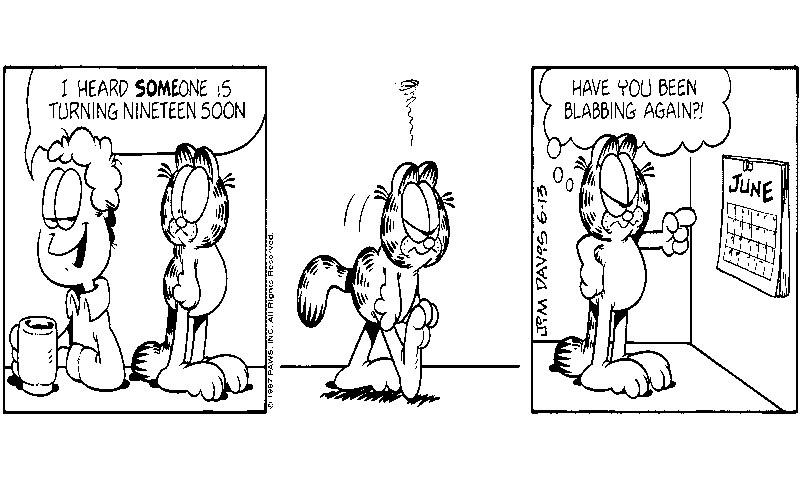 I HEARD SOMEONE IS
TURNING NINETEEN SOON
© 1997 PAWS, INC. All Rights Reserved.
HAVE YOU BEEN
BLABBING AGAIN?!
JUNE
JIM DAVIS 6-13